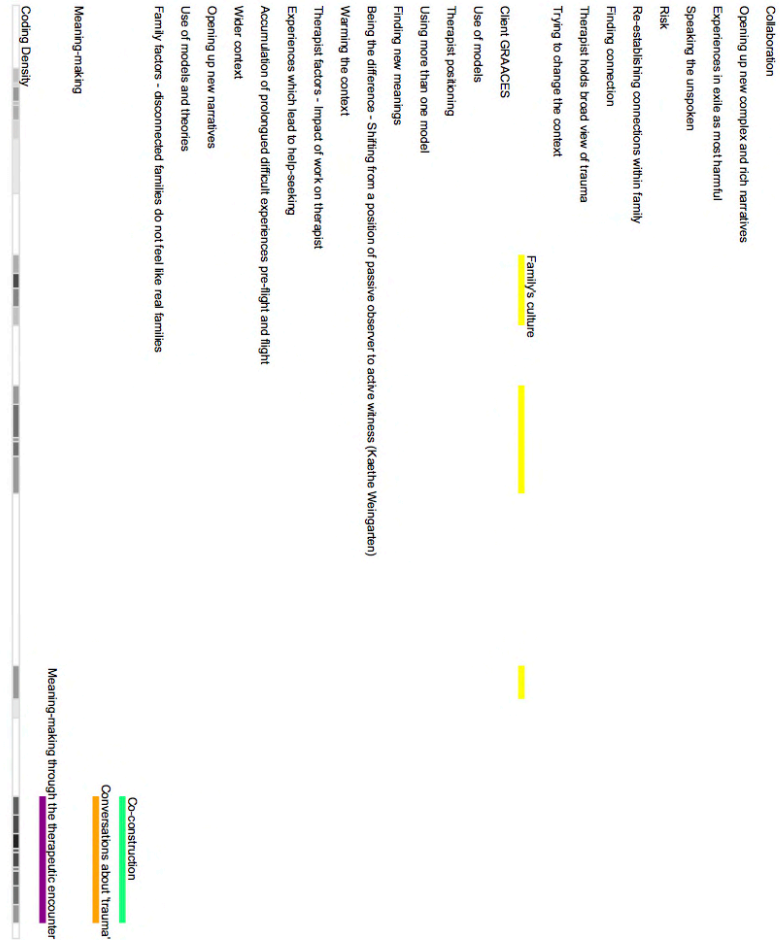 Collaboration
Opening up new complex and rich narratives
Experiences in exile as most harmful
Speaking the unspoken
Risk
Re-establishing connections within family
Finding connection
Therapist holds broad view of trauma
Trying to change the context
Family's culture
Client GRAACES
Use of models
Therapist positioning
Using more than one model
Finding new meanings
Being the difference - Shifting from a position of passive observer to active witness (Kaethe Weingarten)
Warming the context
Therapist factors - Impact of work on therapist
Experiences which lead to help-seeking
Accumulation of prolongued difficult experiences pre-flight and flight
Wider context
Opening up new narratives
Use of models and theories
Family factors - disconnected families do not feel like real families
Co-construction
Conversations about 'trauma'
Meaning-making
Meaning-making through the therapeutic encounter
Coding Density